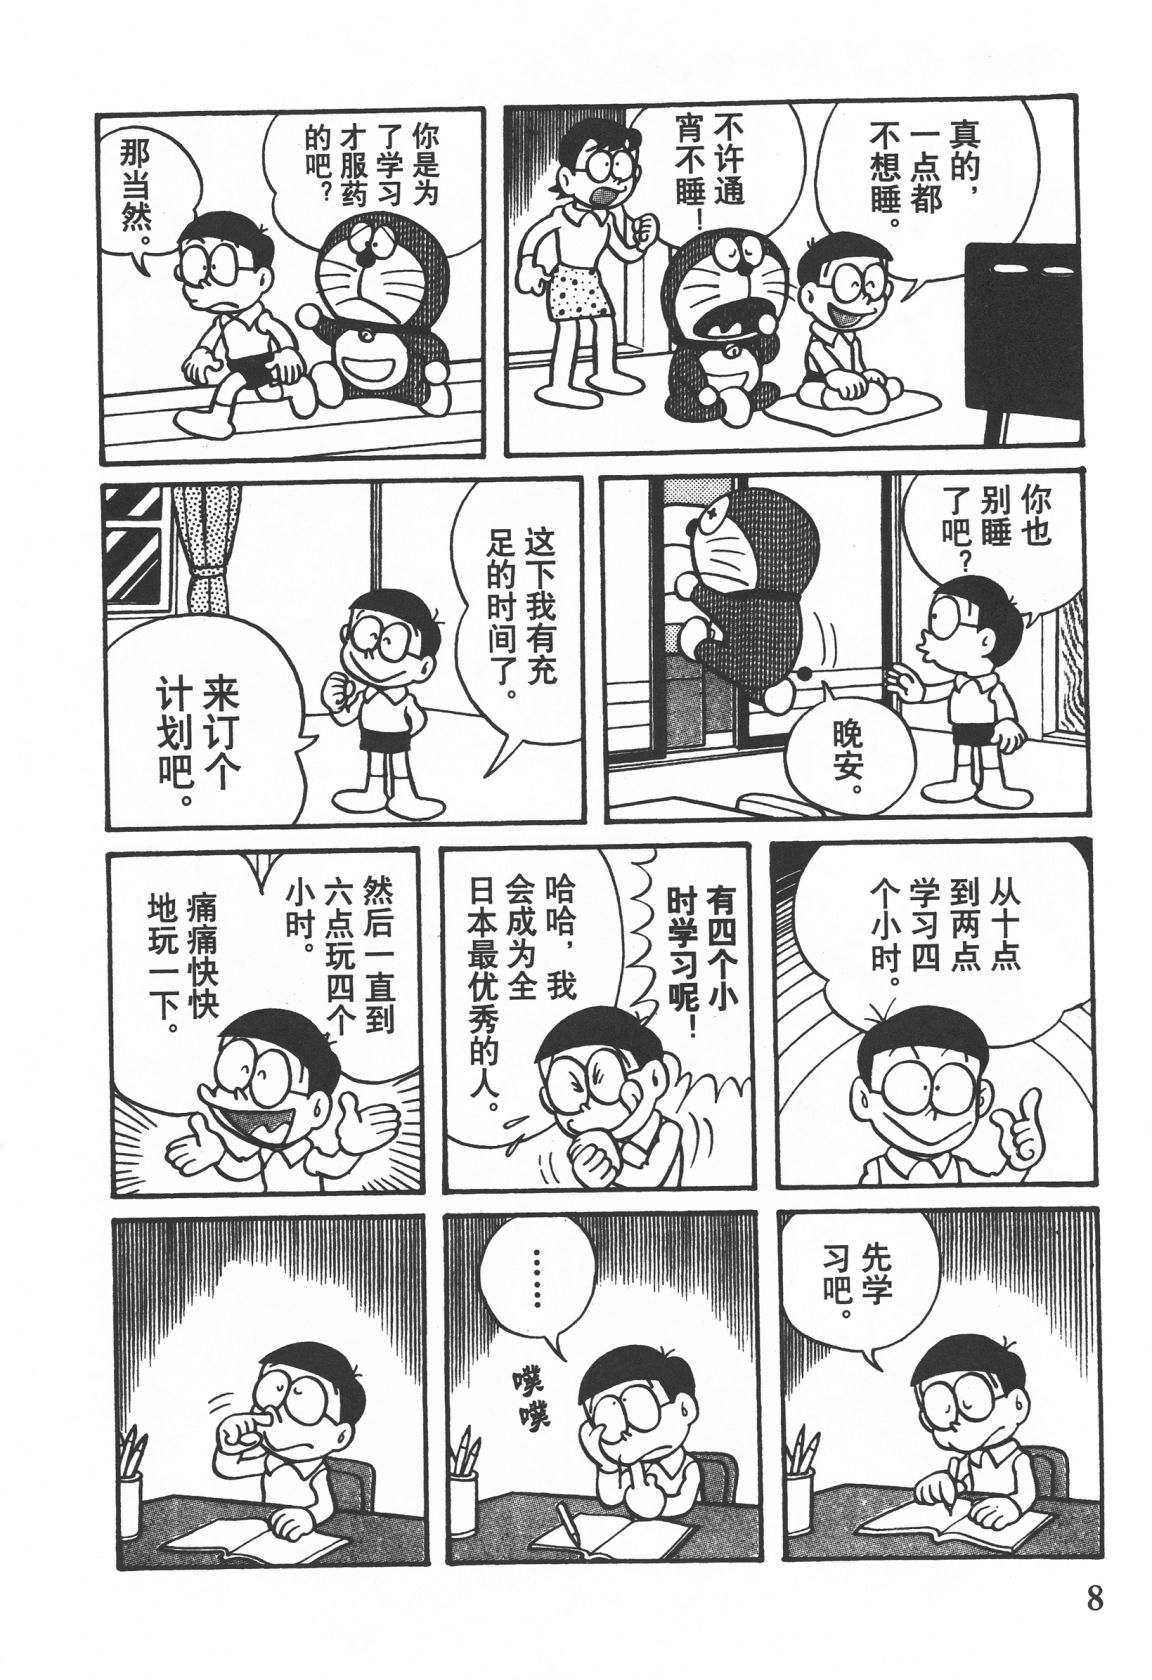 真的，
一点都
不想睡。
不许通
宵不睡！
你是为
了学习
才服药
的吧？
那当然。
你也
别睡
了吧？
晚安。
这下我有充
足的时间了。
来订个
计划吧。
从十点
到两点
学习四
个小时。
有四个小
时学习呢！
哈哈，我
会成为全
日本最优秀的人。
然后一直到
六点玩四个
小时。
痛痛快快
地玩一下。
先学
习吧。
……
噗
噗
8